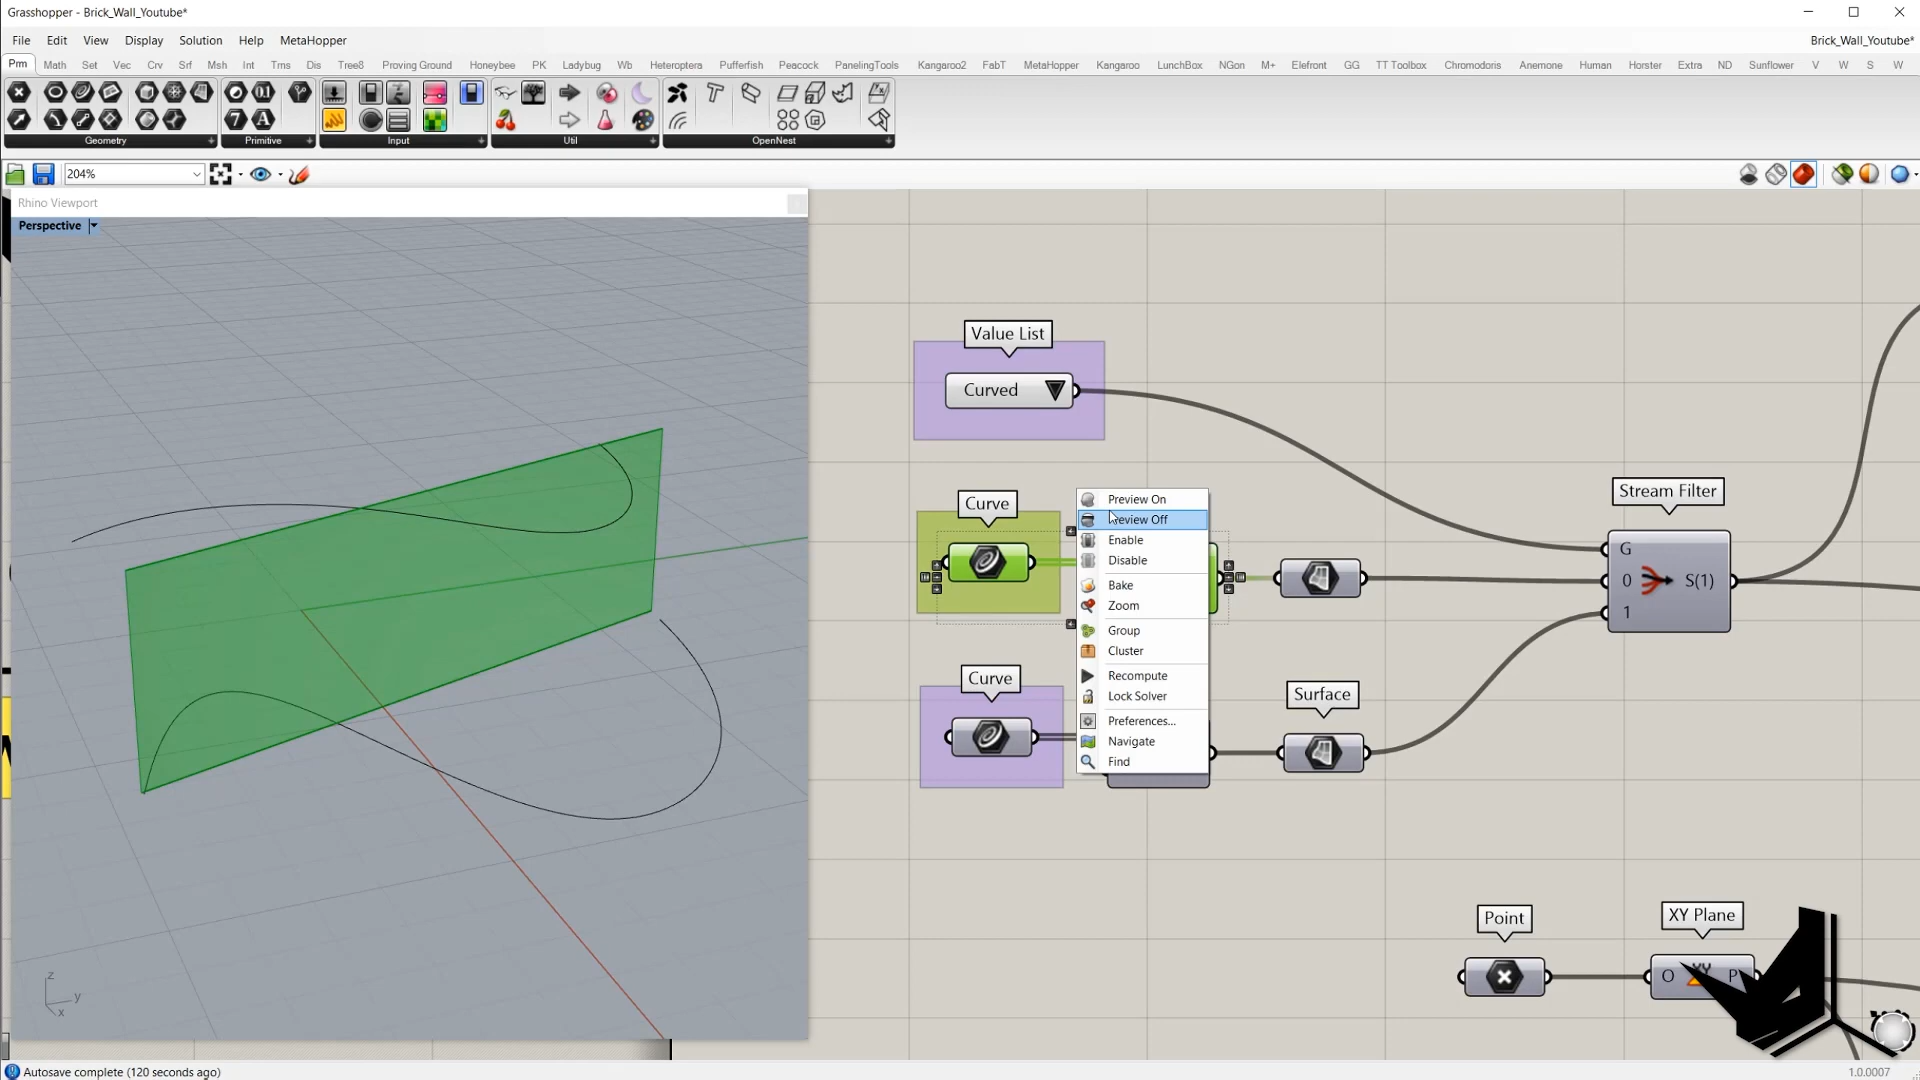 Grasshopper - Brick_Wall_Youtube*
File Edit View Display Solution Help MetaHopper Brick_Wall_Youtube*
Prm Math Set Vec Crv Srf Msh Int Trns Dis Tree8 Proving Ground Honeybee PK Ladybug Wb Heteroptera Pufferfish Peacock PanelingTools Kangaroo2 FabT MetaHopper Kangaroo LunchBox NGon M+ Elefront GG TT Toolbox Chromodoris Anemone Human Horster Extra ND Sunflower V W S W
Geometry Primitive Input Util OpenNest
204%
Rhino Viewport
Perspective
Value List
Curved
Curve
Preview On
Preview Off
Enable
Disable
Bake
Zoom
Group
Cluster
Recompute
Lock Solver
Preferences...
Navigate
Find
Stream Filter
G
0 S(1)
1
Curve
Surface
Point
XY Plane
O XY P
z
y
x
Autosave complete (120 seconds ago) 1.0.0007